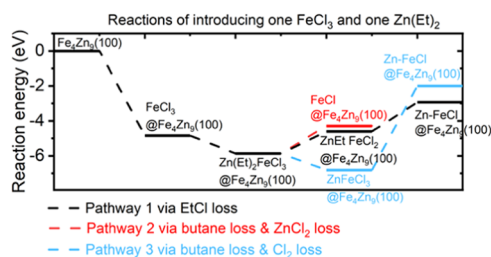 Reactions of introducing one FeCl₃ and one Zn(Et)₂
Reaction energy (eV)
0
-2
-4
-6
Fe₄Zn₉(100)
FeCl₃
@Fe₄Zn₉(100)
Zn(Et)₂FeCl₃
@Fe₄Zn₉(100)
FeCl
@Fe₄Zn₉(100)
ZnEt FeCl₂
@Fe₄Zn₉(100)
ZnFeCl₃
@Fe₄Zn₉(100)
Zn-FeCl
@Fe₄Zn₉(100)
Zn-FeCl
@Fe₄Zn₉(100)
Pathway 1 via EtCl loss
Pathway 2 via butane loss & ZnCl₂ loss
Pathway 3 via butane loss & Cl₂ loss